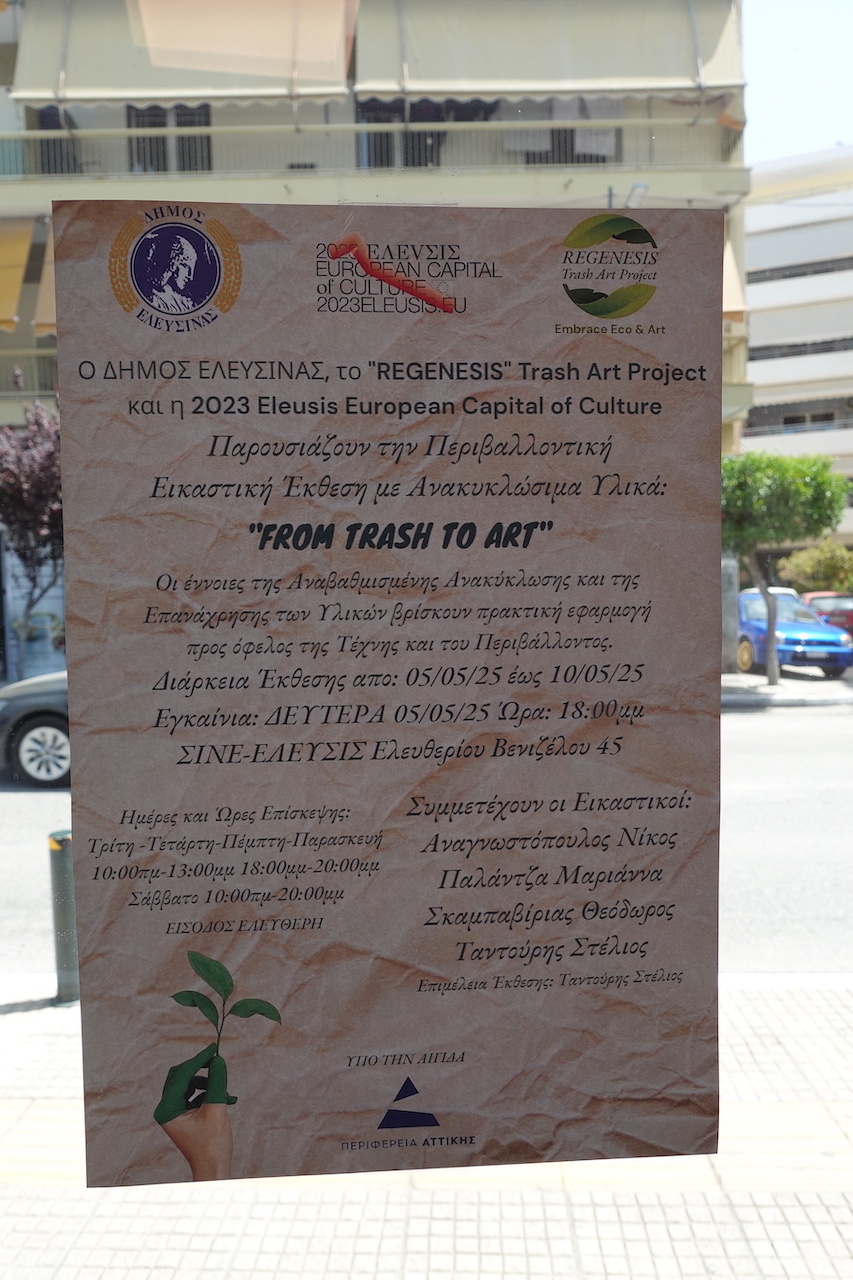 ΔΗΜΟΣ
ΕΛΕΥΣΙΝΑΣ
2023 ΕΛΕVΣΙΣ
EUROPEAN CAPITAL
of CULTURE
2023ELEUSIS.EU
REGENESIS
Trash Art Project
Embrace Eco & Art
Ο ΔΗΜΟΣ ΕΛΕΥΣΙΝΑΣ, το "REGENESIS" Trash Art Project
και η 2023 Eleusis European Capital of Culture
Παρουσιάζουν την Περιβαλλοντική
Εικαστική Έκθεση με Ανακυκλώσιμα Υλικά:
"FROM TRASH TO ART"
Οι έννοιες της Αναβαθμισμένης Ανακύκλωσης και της
Επανάχρησης των Υλικών βρίσκουν πρακτική εφαρμογή
προς όφελος της Τέχνης και του Περιβάλλοντος.
Διάρκεια Έκθεσης απο: 05/05/25 έως 10/05/25
Εγκαίνια: ΔΕΥΤΕΡΑ 05/05/25 Ώρα: 18:00μμ
ΣΙΝΕ-ΕΛΕΥΣΙΣ Ελευθερίου Βενιζέλου 45
Ημέρες και Ώρες Επίσκεψης:
Τρίτη -Τετάρτη-Πέμπτη-Παρασκευή
10:00πμ-13:00μμ 18:00μμ-20:00μμ
Σάββατο 10:00πμ-20:00μμ
ΕΙΣΟΔΟΣ ΕΛΕΥΘΕΡΗ
Συμμετέχουν οι Εικαστικοί:
Αναγνωστόπουλος Νίκος
Παλάντζα Μαριάννα
Σκαμπαβίριας Θεόδωρος
Ταντούρης Στέλιος
Επιμέλεια Έκθεσης: Ταντούρης Στέλιος
ΥΠΟ ΤΗΝ ΑΙΓΙΔΑ
ΠΕΡΙΦΕΡΕΙΑ ΑΤΤΙΚΗΣ